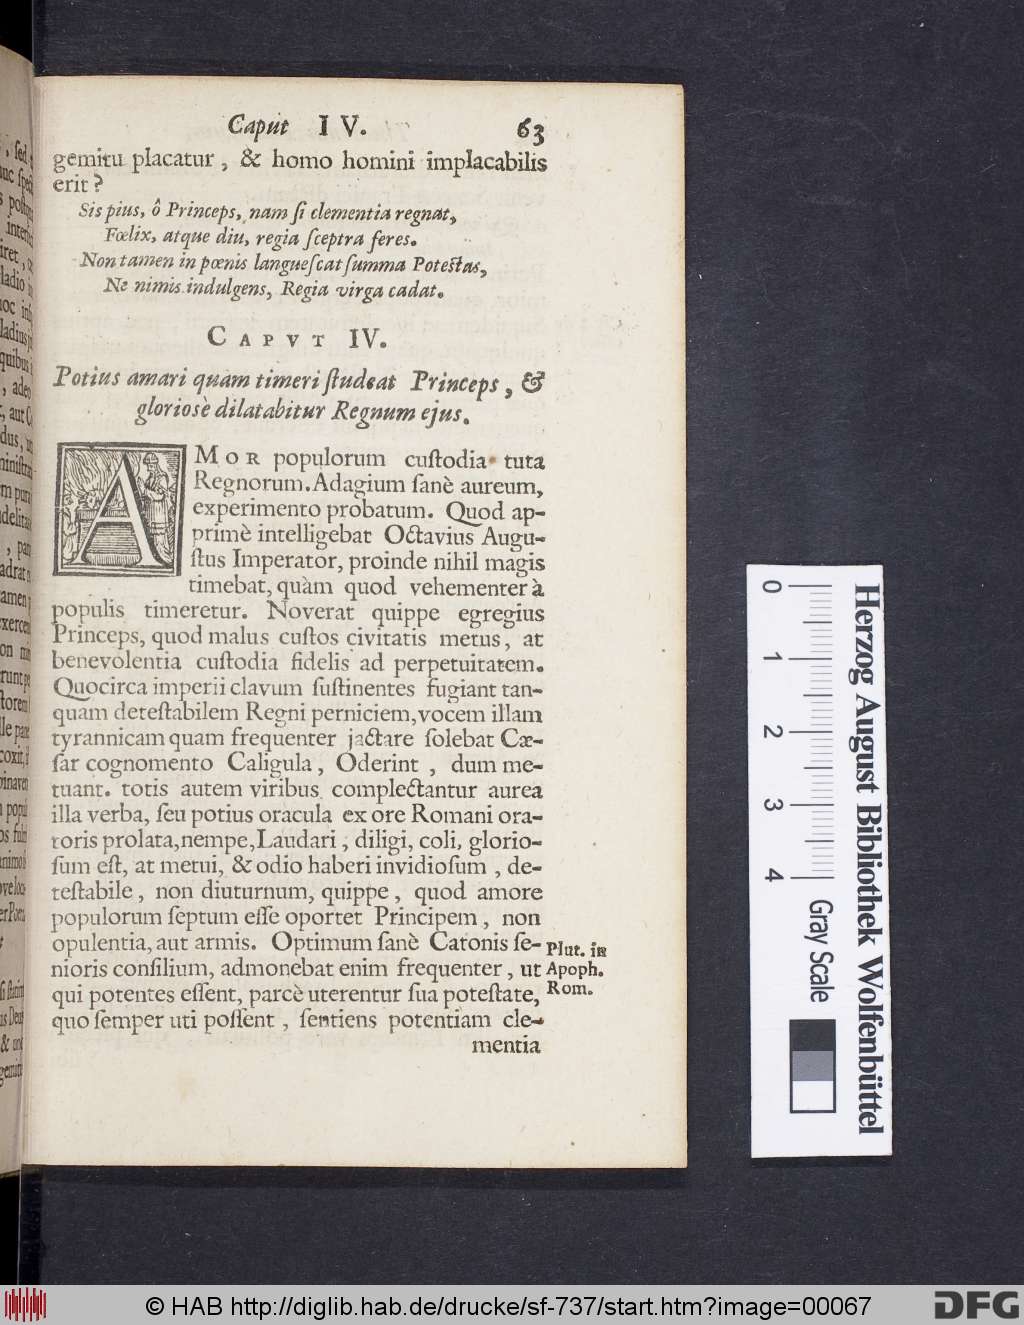 Caput IV. 63
gemitu placatur, & homo homini implacabilis
erit?
Sis pius, ô Princeps, nam ſi clementia regnat,
Fœlix, atque diu, regia ſceptra feres.
Non tamen in pœnis langueſcat ſumma Poteſtas,
Ne nimis indulgens, Regia virga cadat.
CAPVT IV.
Potius amari quam timeri ſtudeat Princeps, &
glorioſè dilatabitur Regnum ejus.
AMOR populorum cuſtodia tuta
Regnorum. Adagium ſanè aureum,
experimento probatum. Quod ap-
primè intelligebat Octavius Augu-
ſtus Imperator, proinde nihil magis
timebat, quàm quod vehementer à
populis timeretur. Noverat quippe egregius
Princeps, quod malus cuſtos civitatis metus, at
benevolentia cuſtodia fidelis ad perpetuitatem.
Quocirca imperii clavum ſuſtinentes fugiant tan-
quam deteſtabilem Regni perniciem, vocem illam
tyrannicam quam frequenter jactare ſolebat Cæ-
ſar cognomento Caligula, Oderint, dum me-
tuant. totis autem viribus complectantur aurea
illa verba, ſeu potius oracula ex ore Romani ora-
toris prolata, nempe, Laudari, diligi, coli, glorio-
ſum eſt, at metui, & odio haberi invidioſum, de-
teſtabile, non diuturnum, quippe, quod amore
populorum ſeptum eſſe oportet Principem, non
opulentia, aut armis. Optimum ſanè Catonis ſe-
nioris conſilium, admonebat enim frequenter, ut
qui potentes eſſent, parcè uterentur ſua poteſtate,
quo ſemper uti poſſent, ſentiens potentiam cle-
mentia
Plut. in
Apoph.
Rom.
0 1 2 3 4
Herzog August Bibliothek Wolfenbüttel
Gray Scale
© HAB http://diglib.hab.de/drucke/sf-737/start.htm?image=00067
DFG